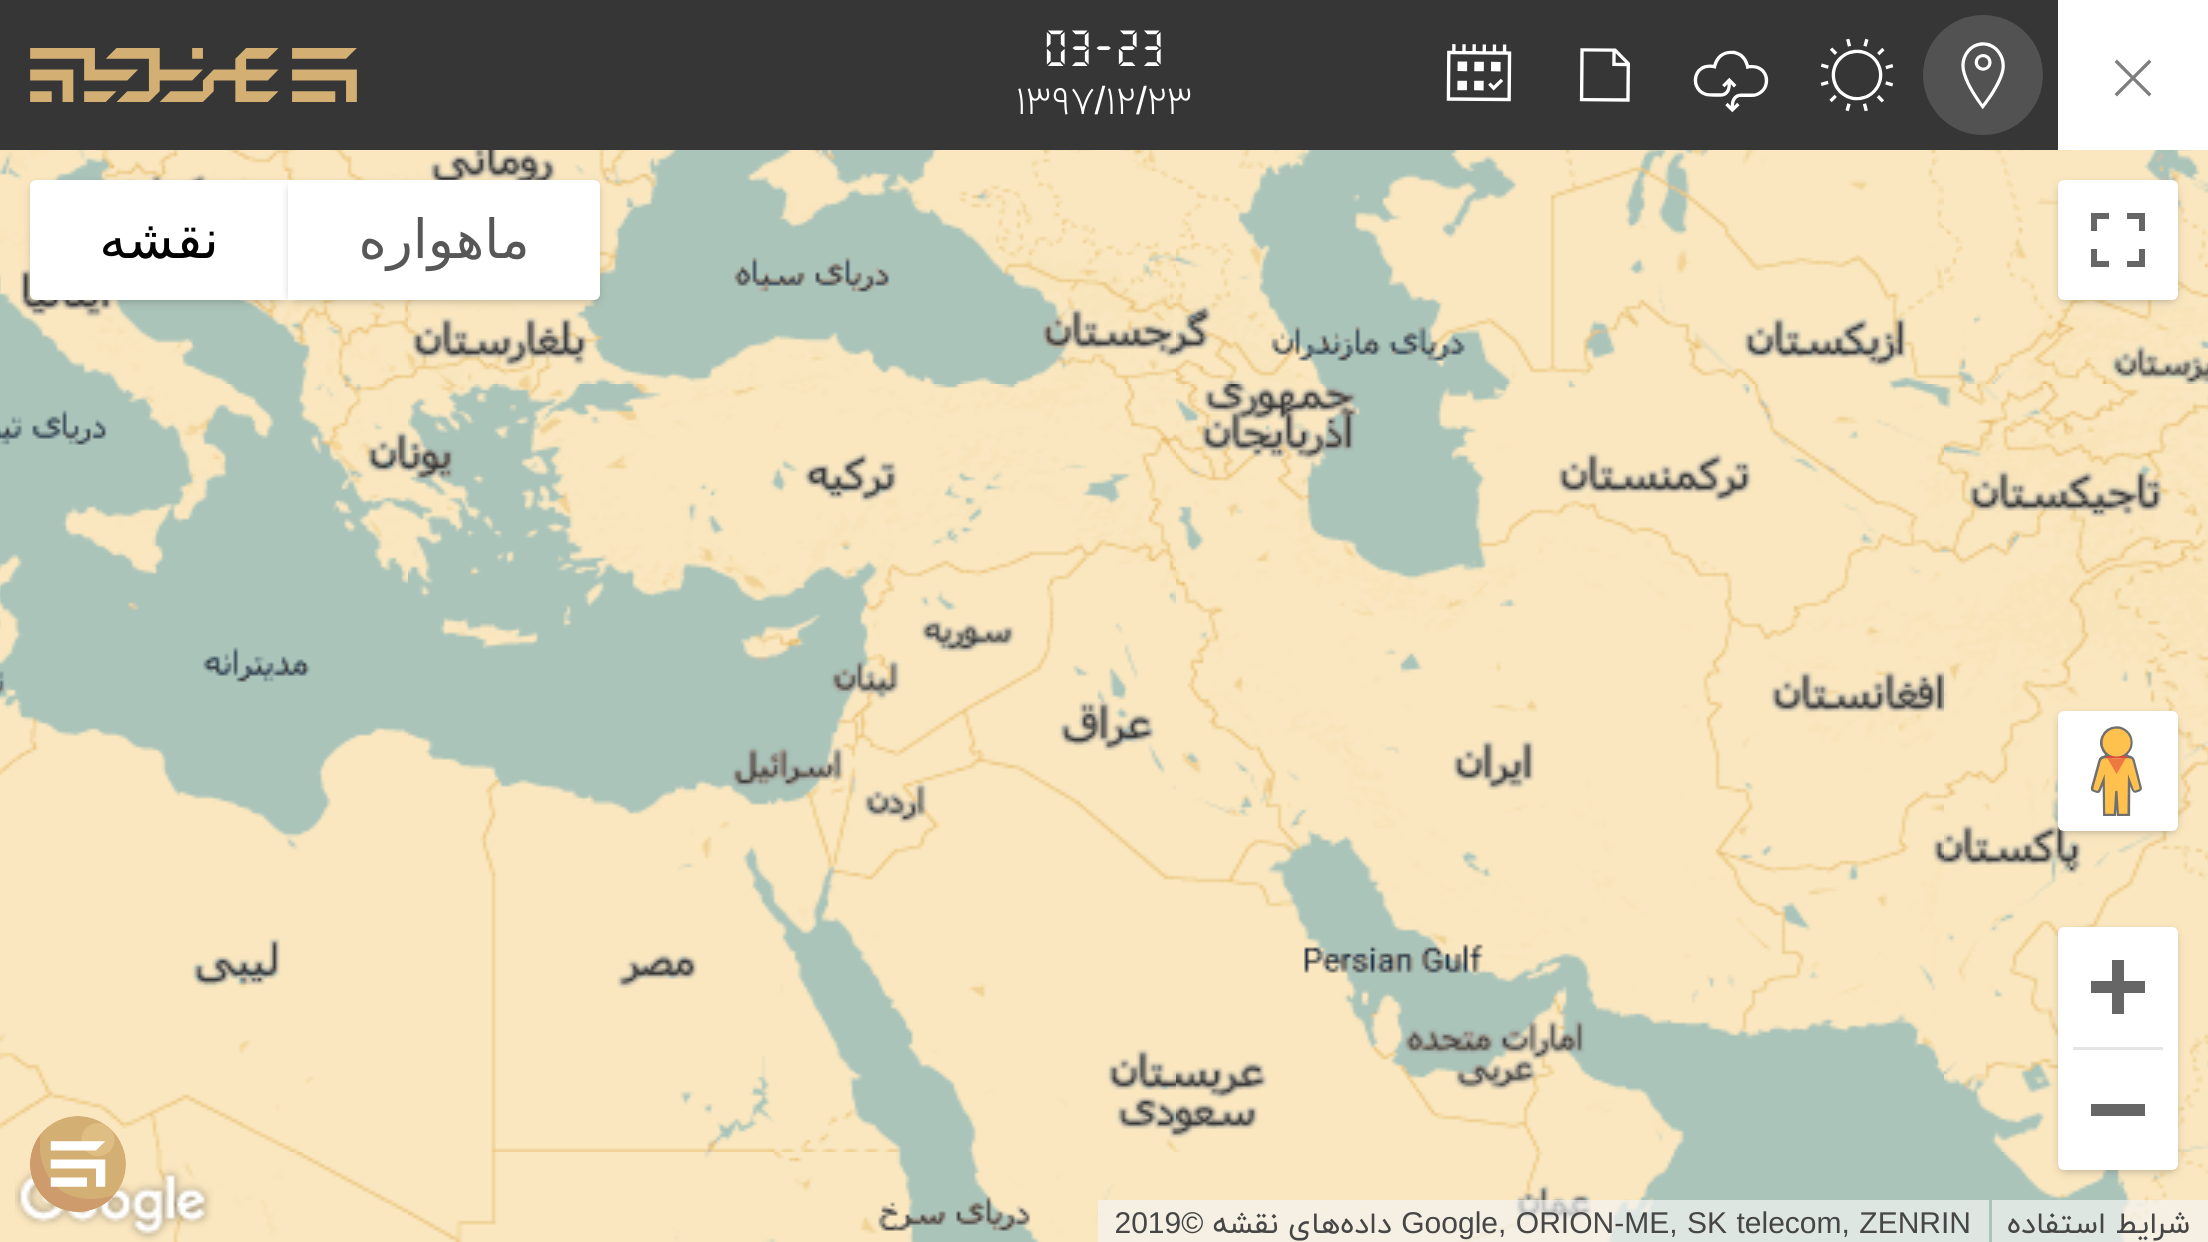 03-23
۱۳۹۷/۱۲/۲۳
نقشه
ماهواره
رومانی
دریای سیاه
ایتالیا
بلغارستان
گرجستان
دریای مازندران
ازبکستان
جمهوری
آذربایجان
دریای
یونان
ترکیه
ترکمنستان
تاجیکستان
سوریه
مدیترانه
لبنان
افغانستان
عراق
اسرائیل
ایران
اردن
پاکستان
لیبی
مصر
Persian Gulf
امارات متحده
عربی
عربستان
سعودی
عمان
دریای سرخ
Google
داده‌های نقشه ©2019 Google, ORION-ME, SK telecom, ZENRIN
شرایط استفاده